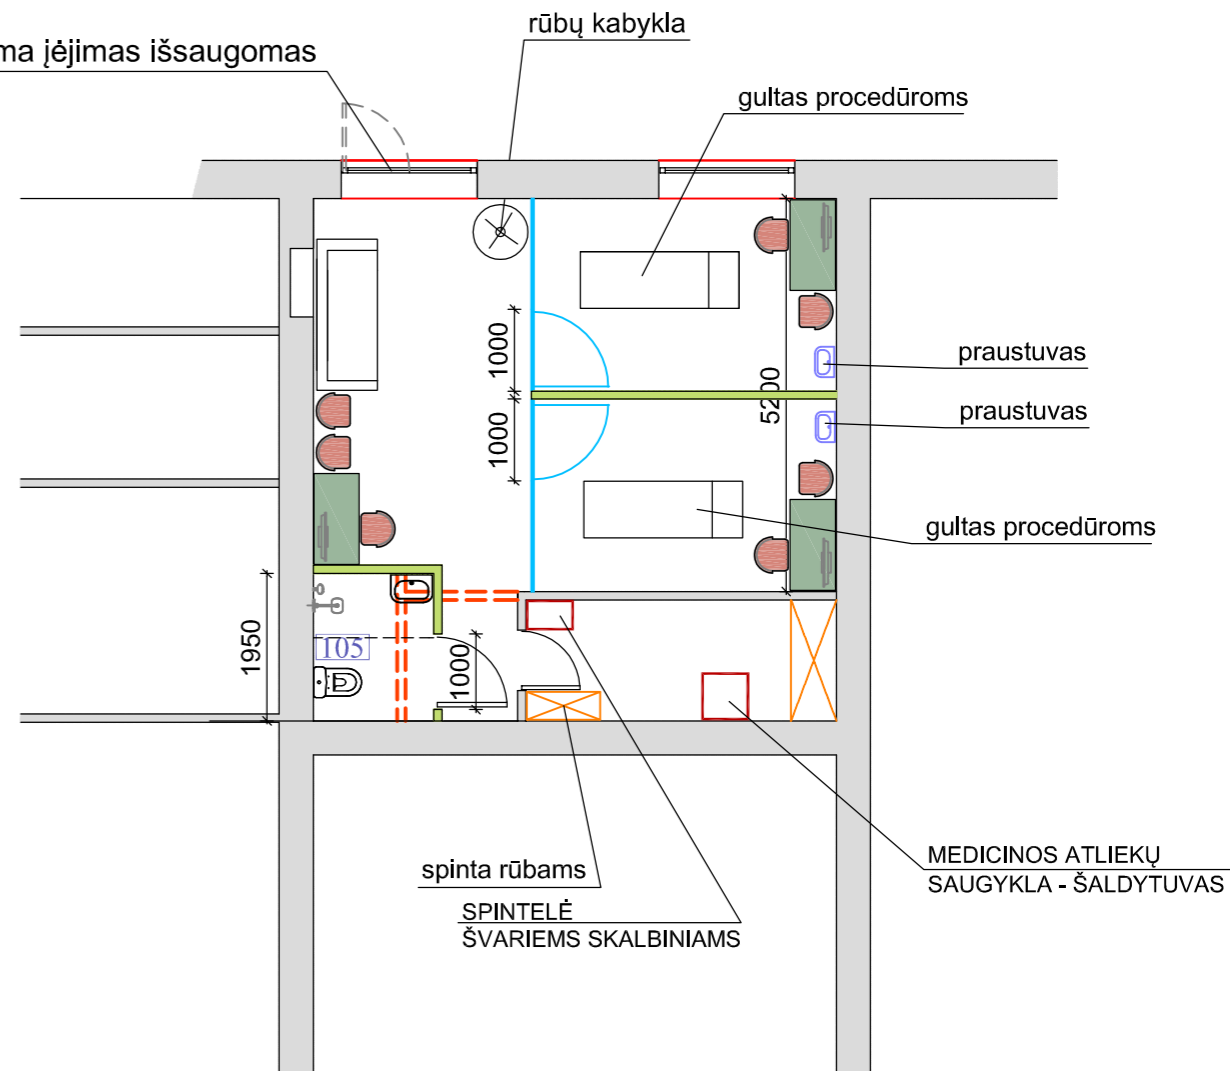 rūbų kabykla
ma įėjimas išsaugomas
gultas procedūroms
1000
praustuvas
5200
praustuvas
1000
gultas procedūroms
1950
105
1000
spinta rūbams
MEDICINOS ATLIEKŲ
SAUGYKLA - ŠALDYTUVAS
SPINTELĖ
ŠVARIEMS SKALBINIAMS